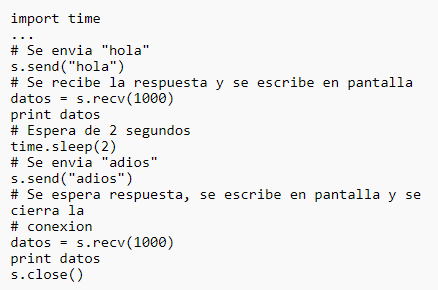 import time
...
# Se envia "hola"
s.send("hola")
# Se recibe la respuesta y se escribe en pantalla
datos = s.recv(1000)
print datos
# Espera de 2 segundos
time.sleep(2)
# Se envia "adios"
s.send("adios")
# Se espera respuesta, se escribe en pantalla y se
cierra la
# conexion
datos = s.recv(1000)
print datos
s.close()